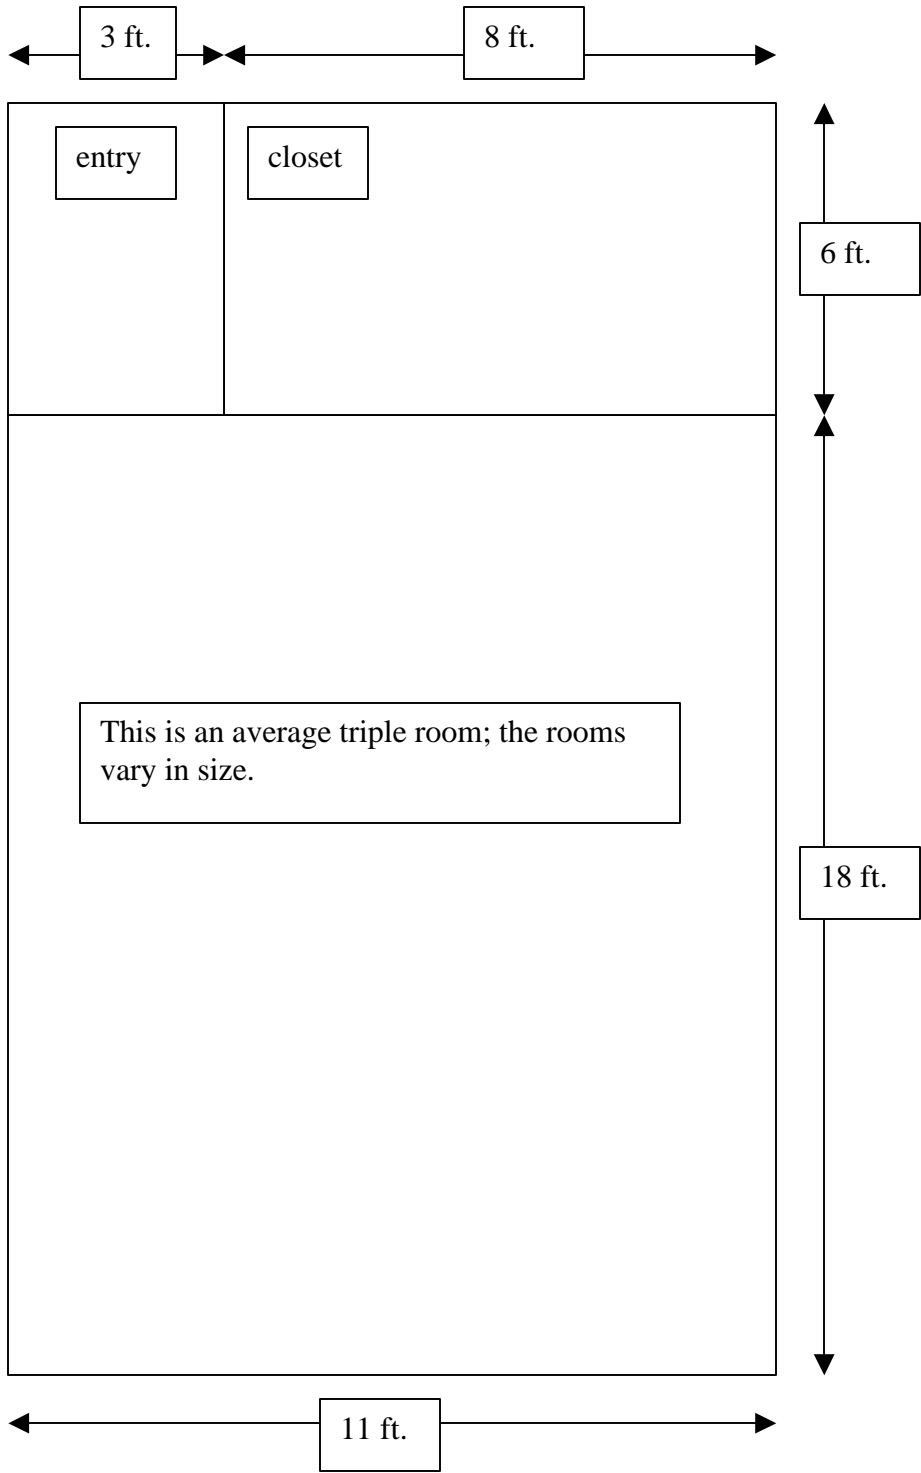 3 ft.
8 ft.
entry
closet
6 ft.
This is an average triple room; the rooms
vary in size.
18 ft.
11 ft.